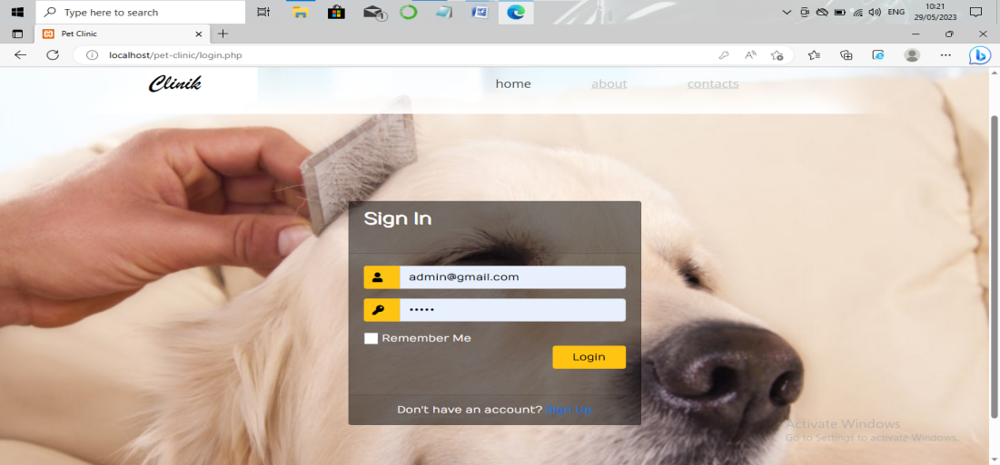 Type here to search
1
ENG
10:21
29/05/2023
Pet Clinic
localhost/pet-clinic/login.php
Clinik
home
about
contacts
Sign In
admin@gmail.com
•••••
Remember Me
Login
Don't have an account? Sign Up
Activate Windows
Go to Settings to activate Windows.